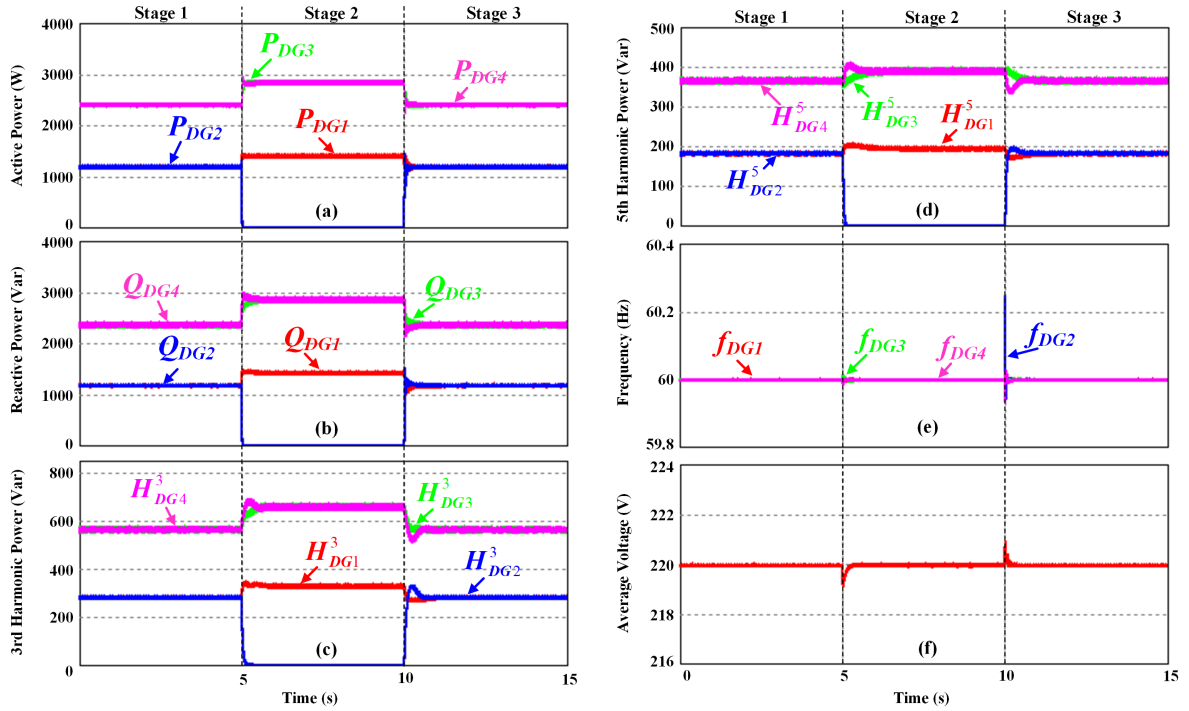 Stage 1 Stage 2 Stage 3
4000
3000
2000
1000
0
Active Power (W)
P_DG3
P_DG4
P_DG2
P_DG1
(a)
4000
3000
2000
1000
0
Reactive Power (Var)
Q_DG4
Q_DG3
Q_DG2
Q_DG1
(b)
800
600
400
200
0
3rd Harmonic Power (Var)
H^3_DG4
H^3_DG3
H^3_DG1
H^3_DG2
(c)
0 5 10 15
Time (s)
Stage 1 Stage 2 Stage 3
500
400
300
200
100
0
5th Harmonic Power (Var)
H^5_DG4
H^5_DG3
H^5_DG1
H^5_DG2
(d)
60.4
60.2
60
59.8
Frequency (Hz)
f_DG1
f_DG3
f_DG4
f_DG2
(e)
224
222
220
218
216
Average Voltage (V)
(f)
0 5 10 15
Time (s)